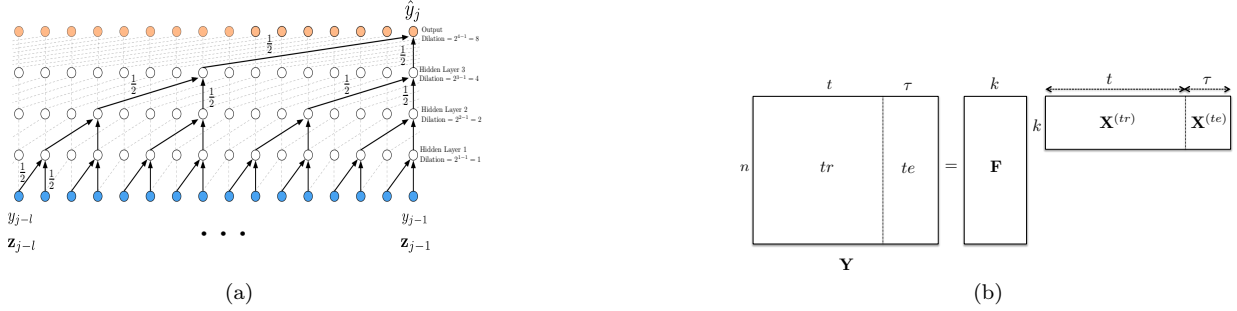 ŷ_j
Output
Dilation = 2^{4−1} = 8
1/2
1/2
Hidden Layer 3
Dilation = 2^{3−1} = 4
1/2
1/2
1/2
1/2
Hidden Layer 2
Dilation = 2^{2−1} = 2
Hidden Layer 1
Dilation = 2^{1−1} = 1
1/2
1/2
y_{j−l}
y_{j−1}
z_{j−l}
• • •
z_{j−1}
(a)
t
τ
k
t
τ
n
tr
te
=
F
k
X^{(tr)}
X^{(te)}
Y
(b)